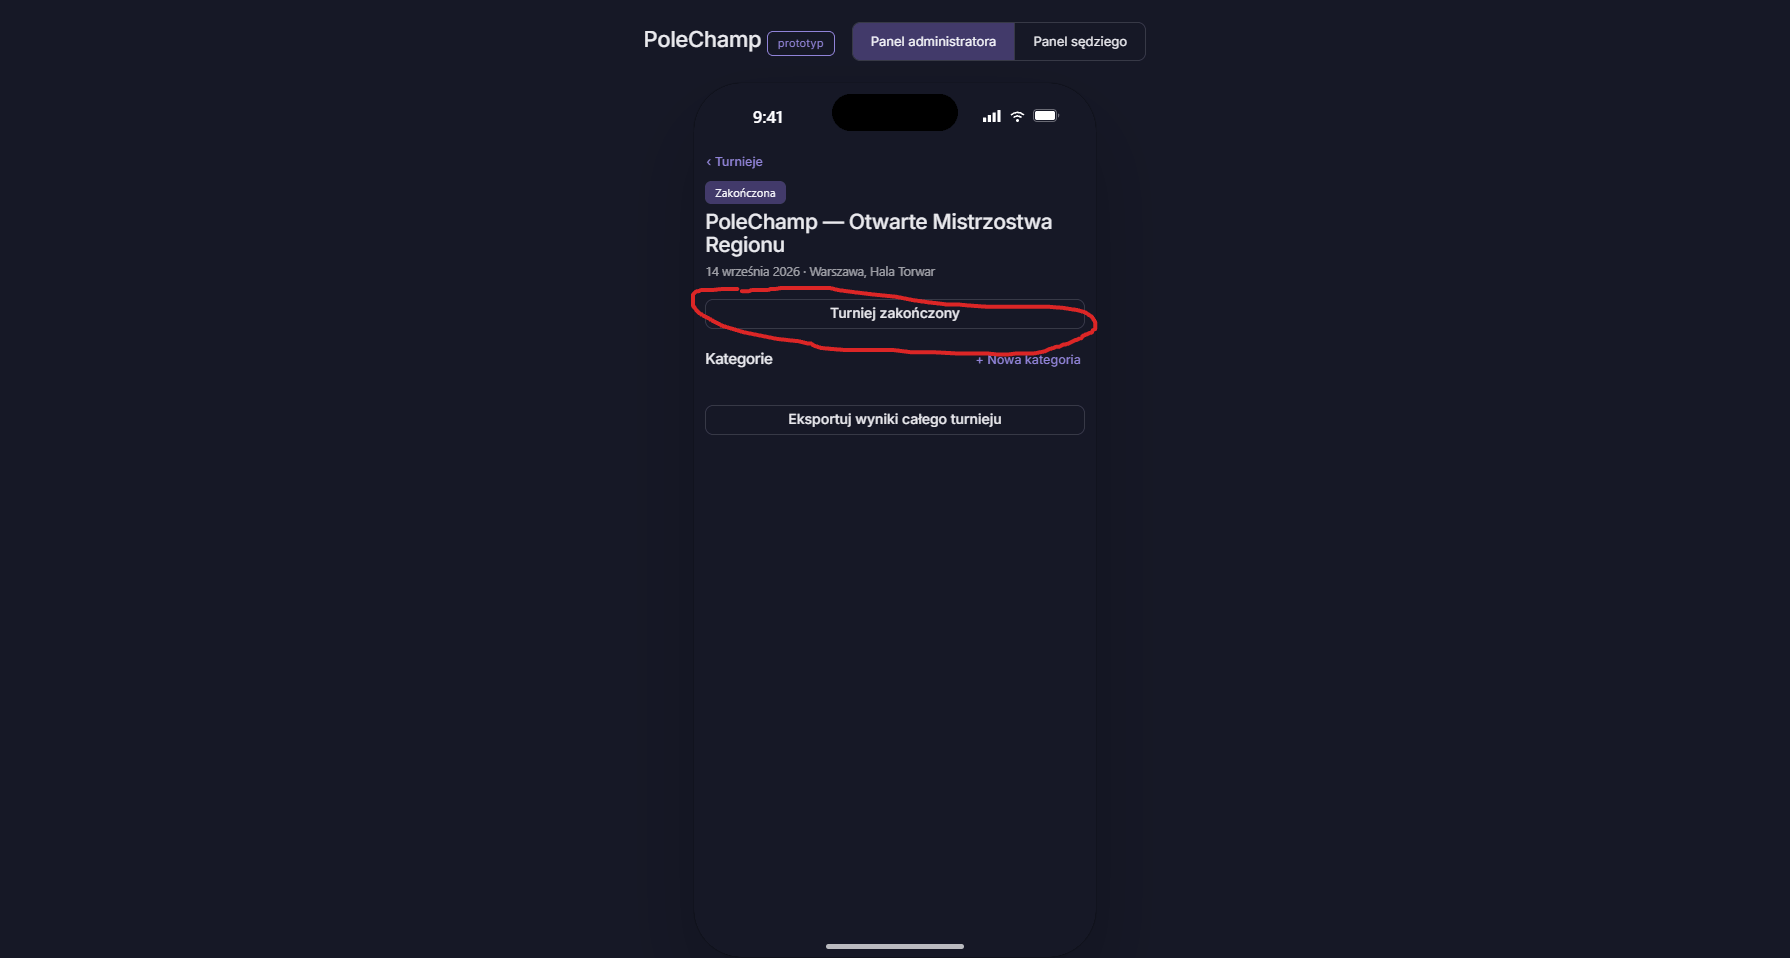 PoleChamp prototyp Panel administratora Panel sędziego
9:41
‹ Turnieje
Zakończona
PoleChamp — Otwarte Mistrzostwa
Regionu
14 września 2026 · Warszawa, Hala Torwar
Turniej zakończony
Kategorie + Nowa kategoria
Eksportuj wyniki całego turnieju